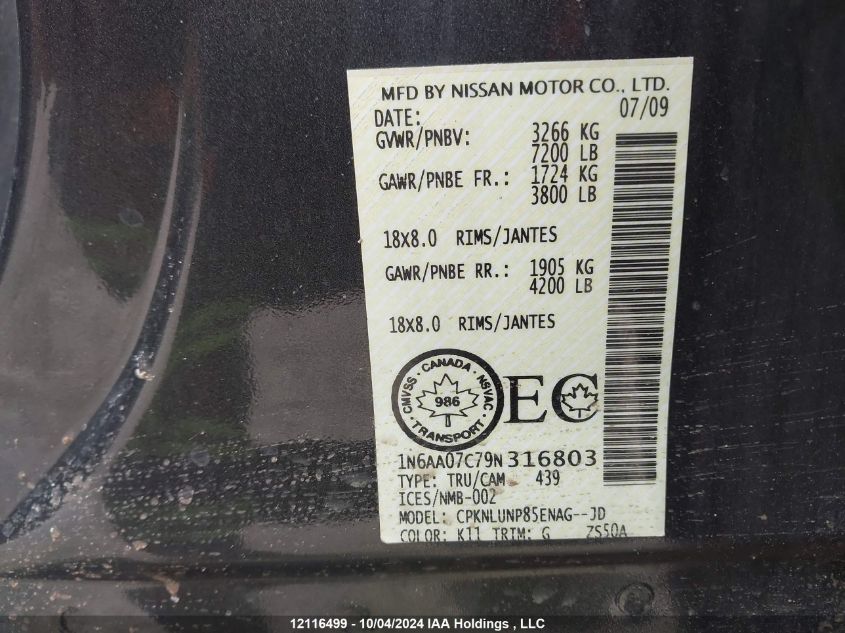 MFD BY NISSAN MOTOR CO., LTD.
DATE: 07/09
GVWR/PNBV: 3266 KG
7200 LB
GAWR/PNBE FR.: 1724 KG
3800 LB
18x8.0 RIMS/JANTES
GAWR/PNBE RR.: 1905 KG
4200 LB
18x8.0 RIMS/JANTES
CANADA · NSVAC · TRANSPORT · CMVSS ·
986
EC
1N6AA07C79N316803
TYPE: TRU/CAM 439
ICES/NMB-002
MODEL: CPKNLUNP85ENAG--JD
COLOR: K11 TRIM: G ZS50A
12116499 - 10/04/2024 IAA Holdings , LLC